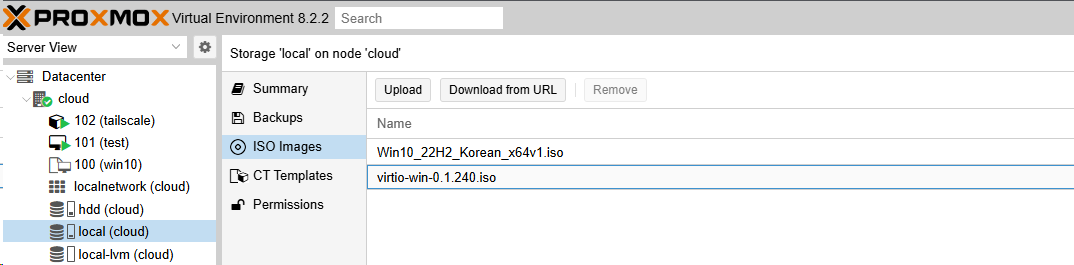 PROXMOX Virtual Environment 8.2.2 Search
Server View
Datacenter
cloud
102 (tailscale)
101 (test)
100 (win10)
localnetwork (cloud)
hdd (cloud)
local (cloud)
local-lvm (cloud)
Storage 'local' on node 'cloud'
Summary
Backups
ISO Images
CT Templates
Permissions
Upload Download from URL Remove
Name
Win10_22H2_Korean_x64v1.iso
virtio-win-0.1.240.iso